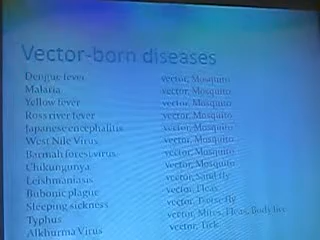 Vector-born diseases
Dengue fever vector, Mosquito
Malaria vector, Mosquito
Yellow fever vector, Mosquito
Ross river fever vector, Mosquito
Japanese encephalitis vector, Mosquito
West Nile Virus vector, Mosquito
Barmah forest virus vector, Mosquito
Chikungunya vector, Mosquito
Leishmaniasis vector, Sand fly
Bubonic plague vector, Fleas
Sleeping sickness vector, Tsetse fly
Typhus vector, Mites, Fleas, Body lice
Alkhurma Virus vector, Tick